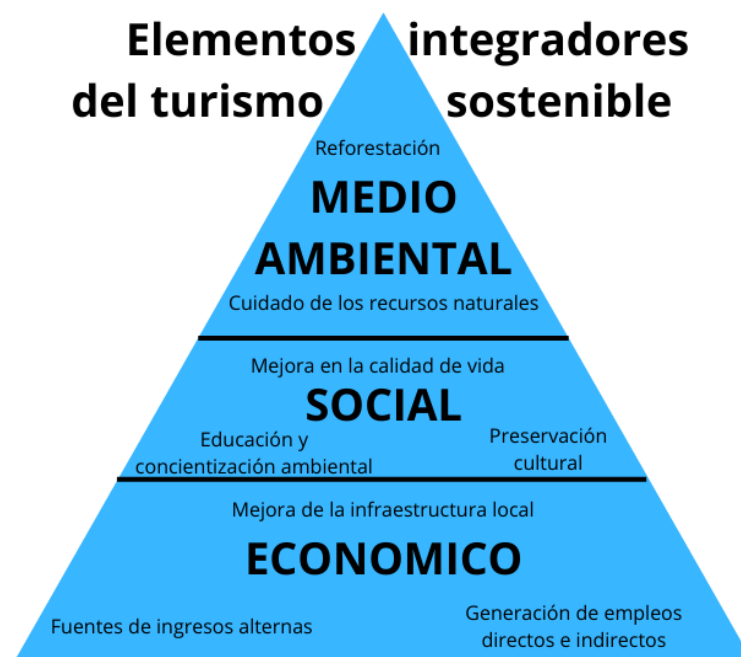 Elementos integradores
del turismo sostenible
Reforestación
MEDIO
AMBIENTAL
Cuidado de los recursos naturales
Mejora en la calidad de vida
SOCIAL
Educación y
concientización ambiental
Preservación
cultural
Mejora de la infraestructura local
ECONOMICO
Fuentes de ingresos alternas
Generación de empleos
directos e indirectos